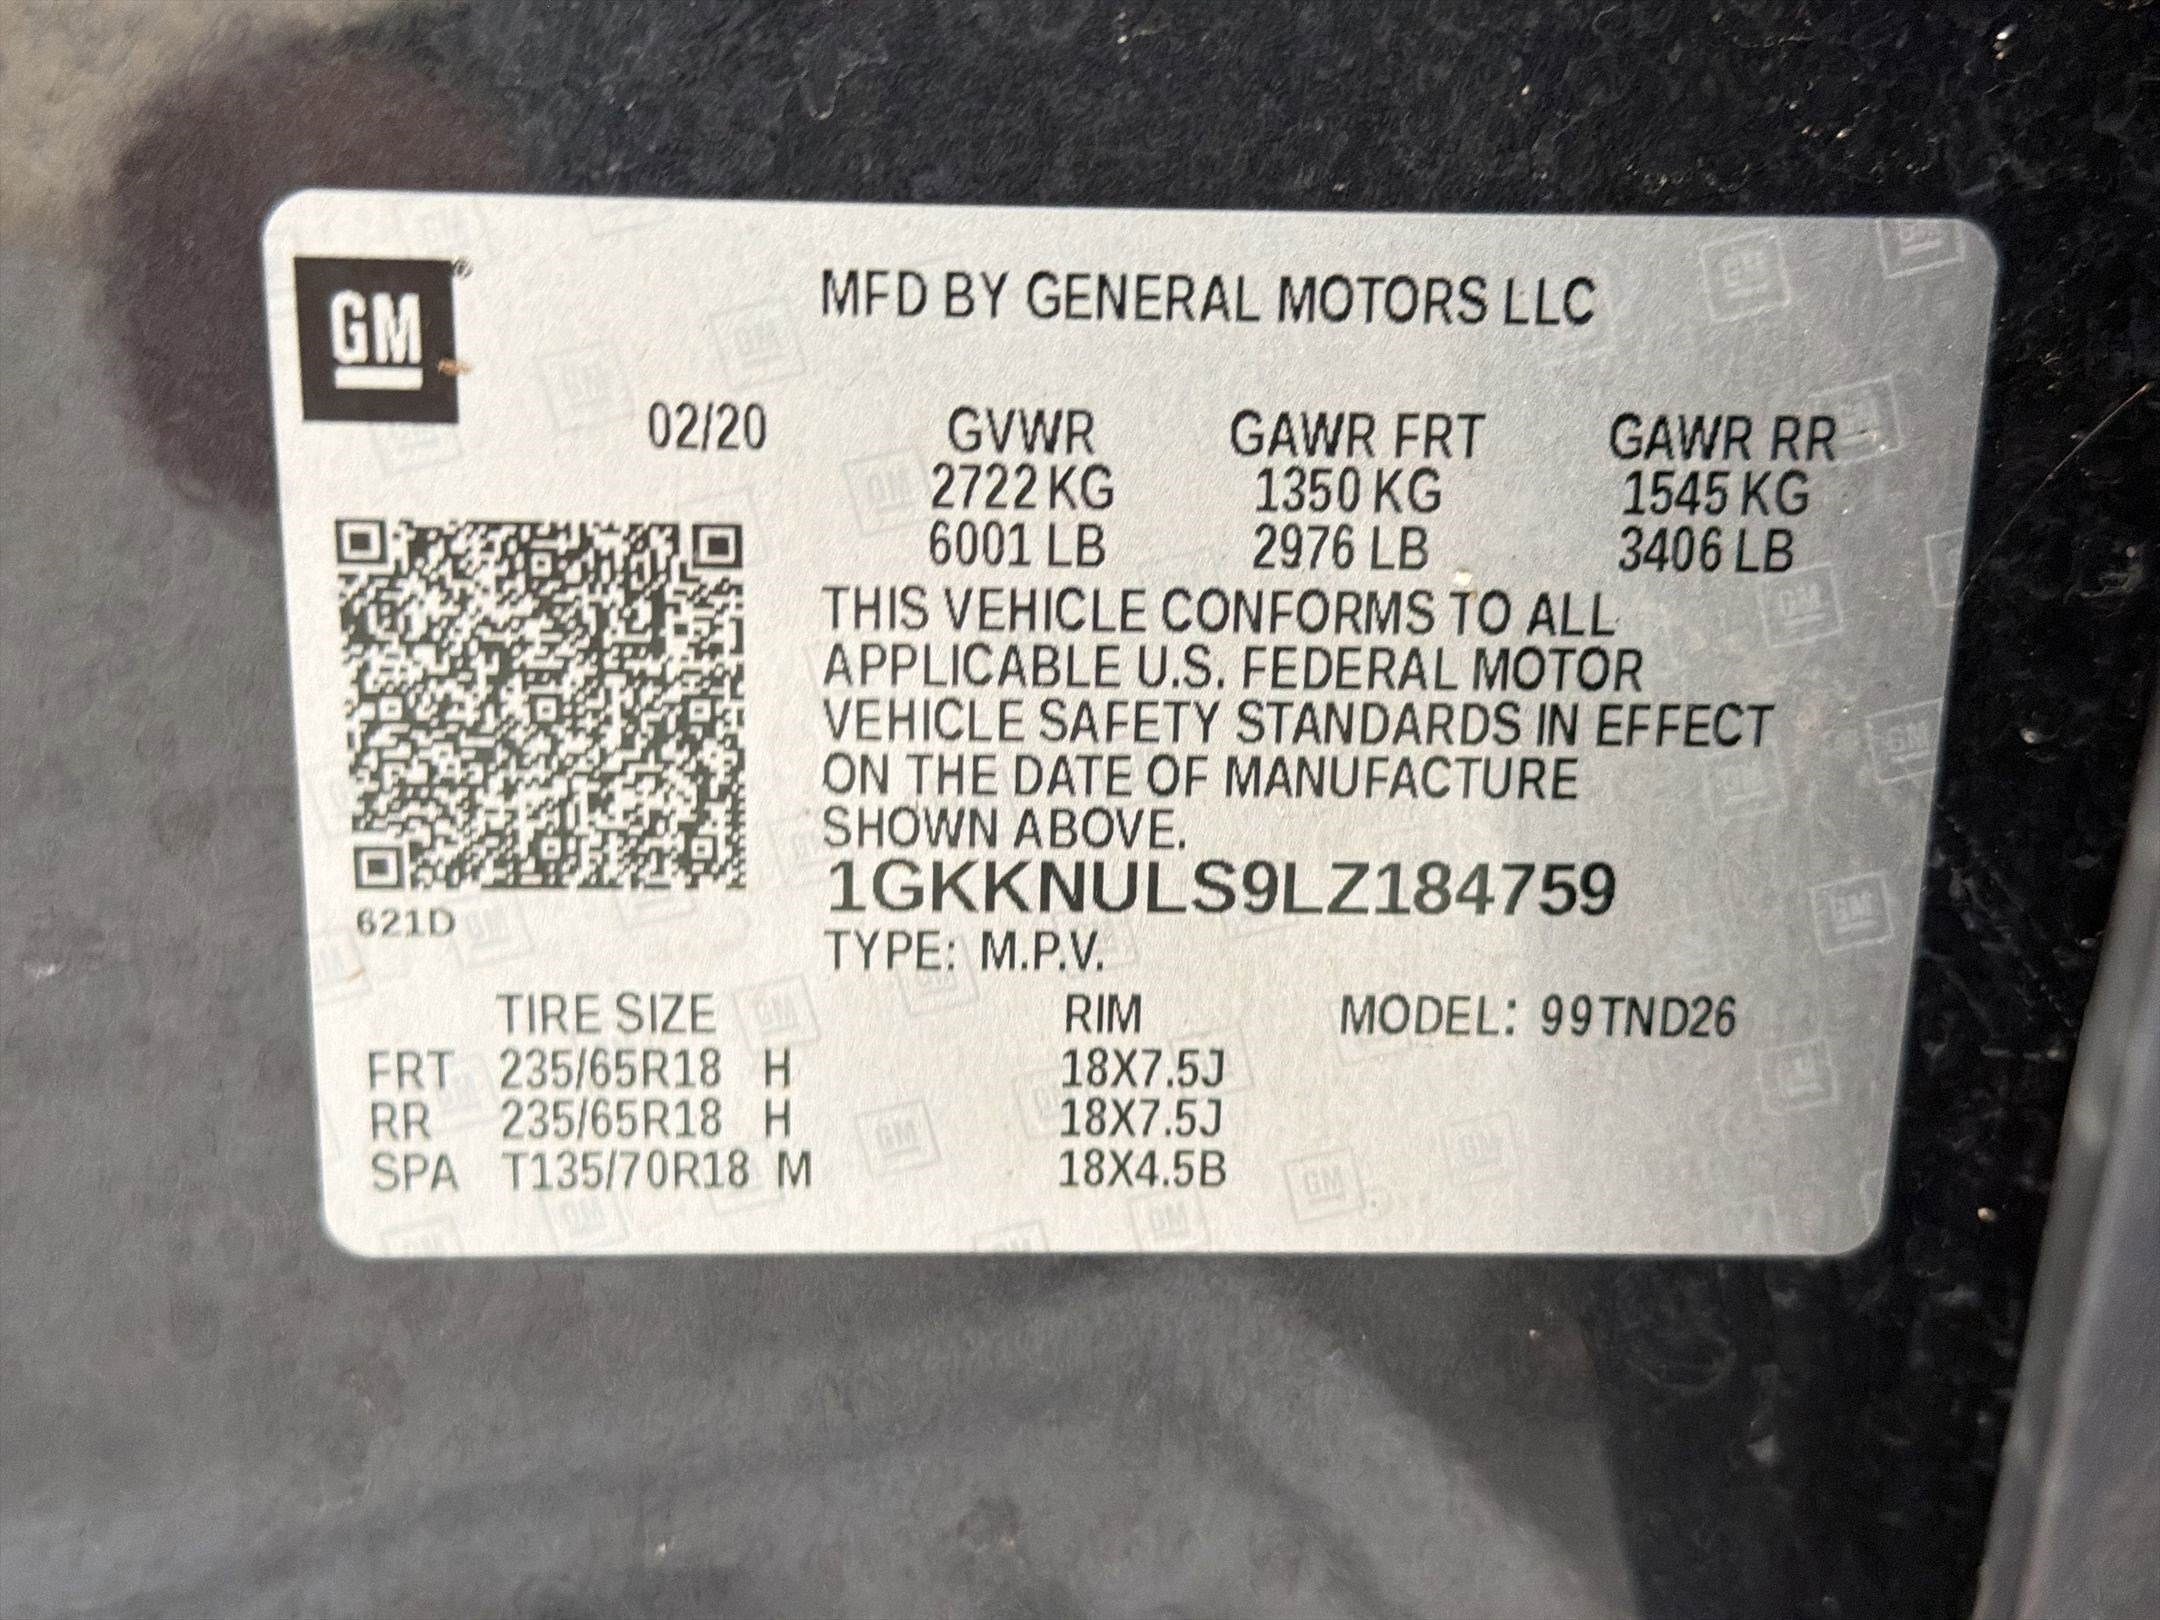 GM
MFD BY GENERAL MOTORS LLC
02/20 GVWR GAWR FRT GAWR RR
2722 KG 1350 KG 1545 KG
6001 LB 2976 LB 3406 LB
THIS VEHICLE CONFORMS TO ALL
APPLICABLE U.S. FEDERAL MOTOR
VEHICLE SAFETY STANDARDS IN EFFECT
ON THE DATE OF MANUFACTURE
SHOWN ABOVE.
1GKKNULS9LZ184759
621D
TYPE: M.P.V.
TIRE SIZE RIM MODEL: 99TND26
FRT 235/65R18 H 18X7.5J
RR 235/65R18 H 18X7.5J
SPA T135/70R18 M 18X4.5B